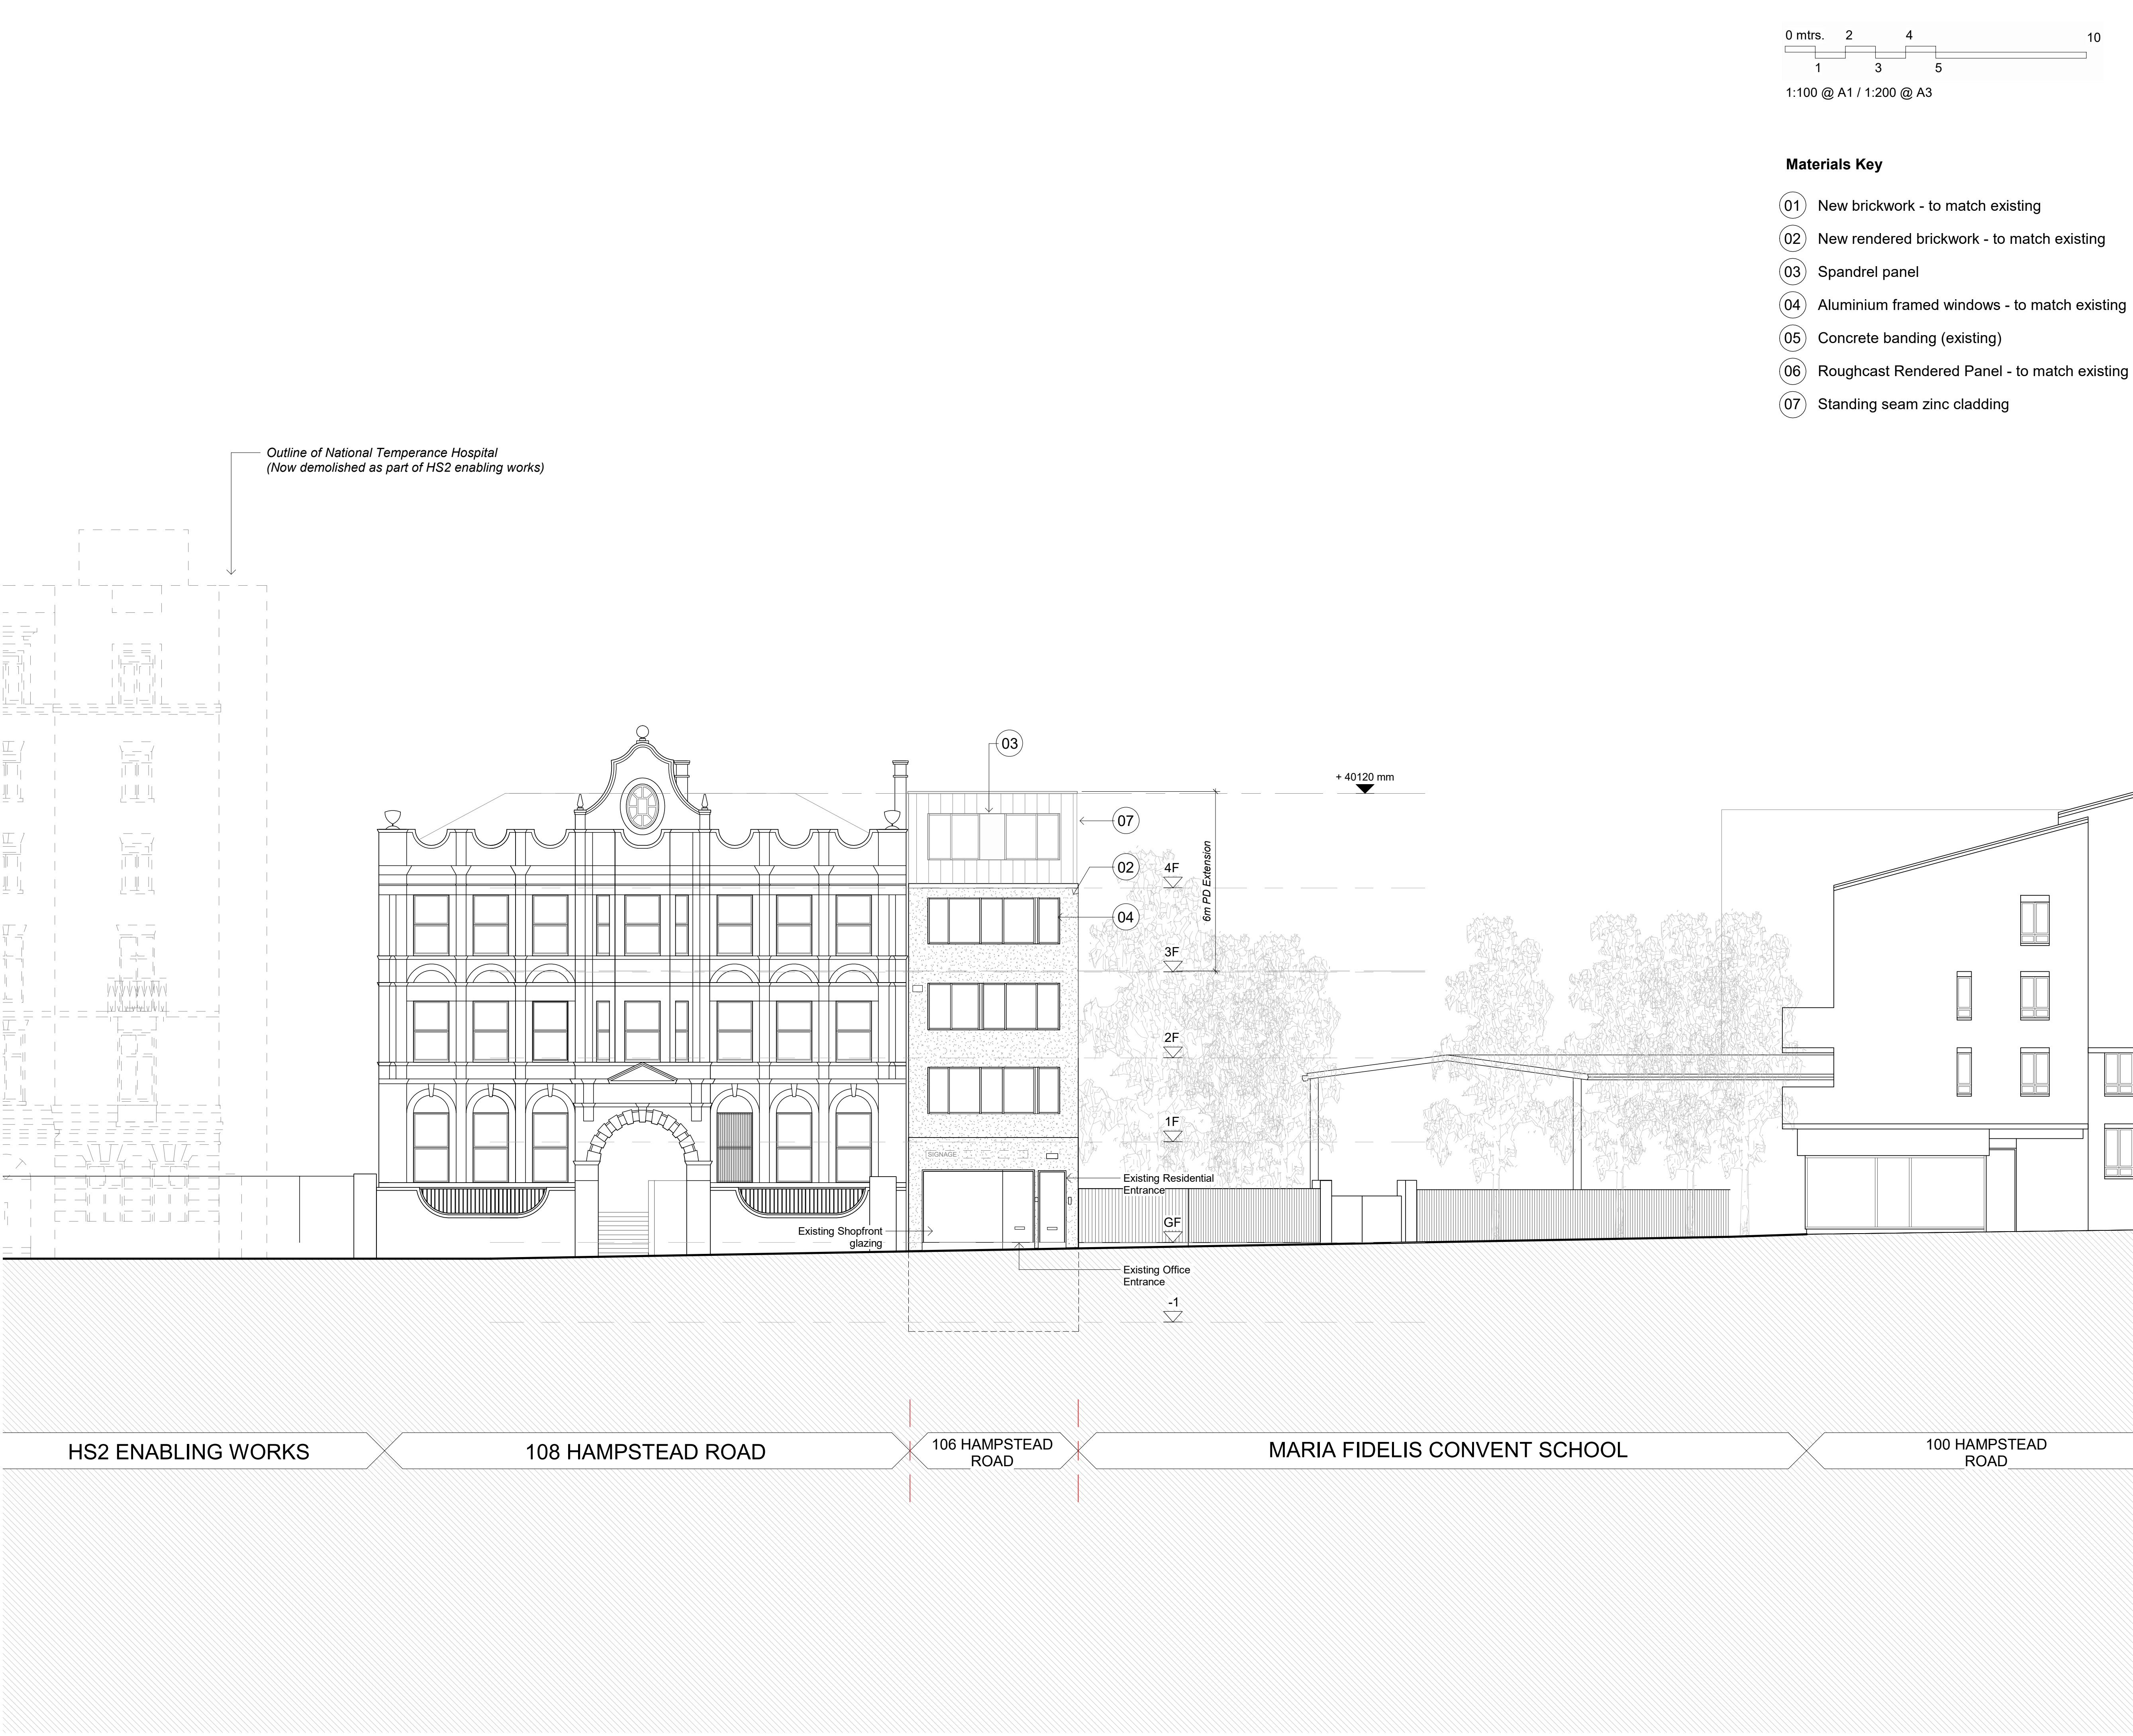 0 mtrs. 2 4 10
1 3 5
1:100 @ A1 / 1:200 @ A3
Materials Key
01 New brickwork - to match existing
02 New rendered brickwork - to match existing
03 Spandrel panel
04 Aluminium framed windows - to match existing
05 Concrete banding (existing)
06 Roughcast Rendered Panel - to match existing
07 Standing seam zinc cladding
Outline of National Temperance Hospital
(Now demolished as part of HS2 enabling works)
03
+ 40120 mm
07
02
4F
6m PD Extension
04
3F
2F
1F
SIGNAGE
Existing Residential
Entrance
GF
Existing Shopfront
glazing
Existing Office
Entrance
-1
HS2 ENABLING WORKS
108 HAMPSTEAD ROAD
106 HAMPSTEAD
ROAD
MARIA FIDELIS CONVENT SCHOOL
100 HAMPSTEAD
ROAD